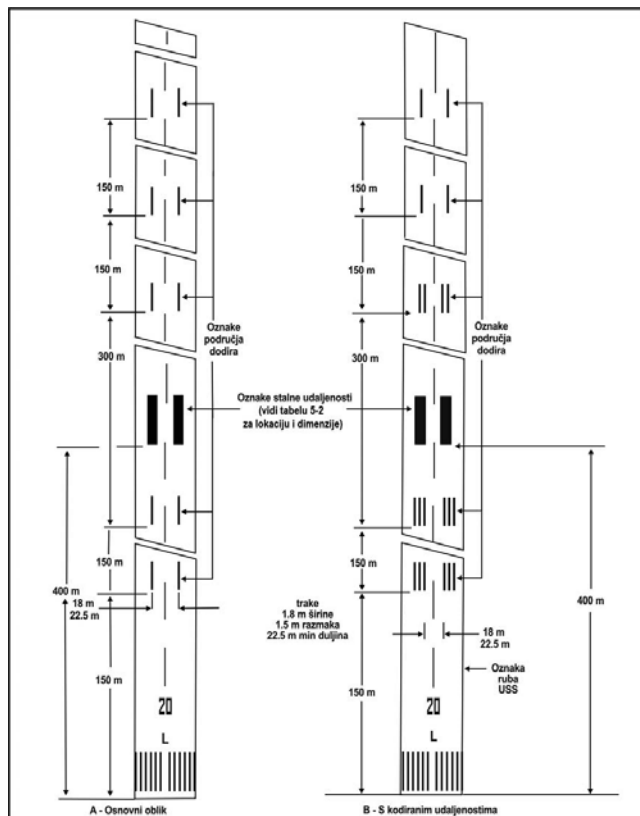 150 m
150 m
150 m
150 m
Oznake
područja
dodira
Oznake
područja
dodira
300 m
300 m
Oznake stalne udaljenosti
(vidi tabelu 5-2
za lokaciju i dimenzije)
150 m
150 m
400 m
400 m
18 m
22.5 m
trake
1.8 m širine
1.5 m razmaka
22.5 m min duljina
18 m
22.5 m
Oznaka
ruba
USS
150 m
150 m
20
L
20
L
A - Osnovni oblik
B - S kodiranim udaljenostima